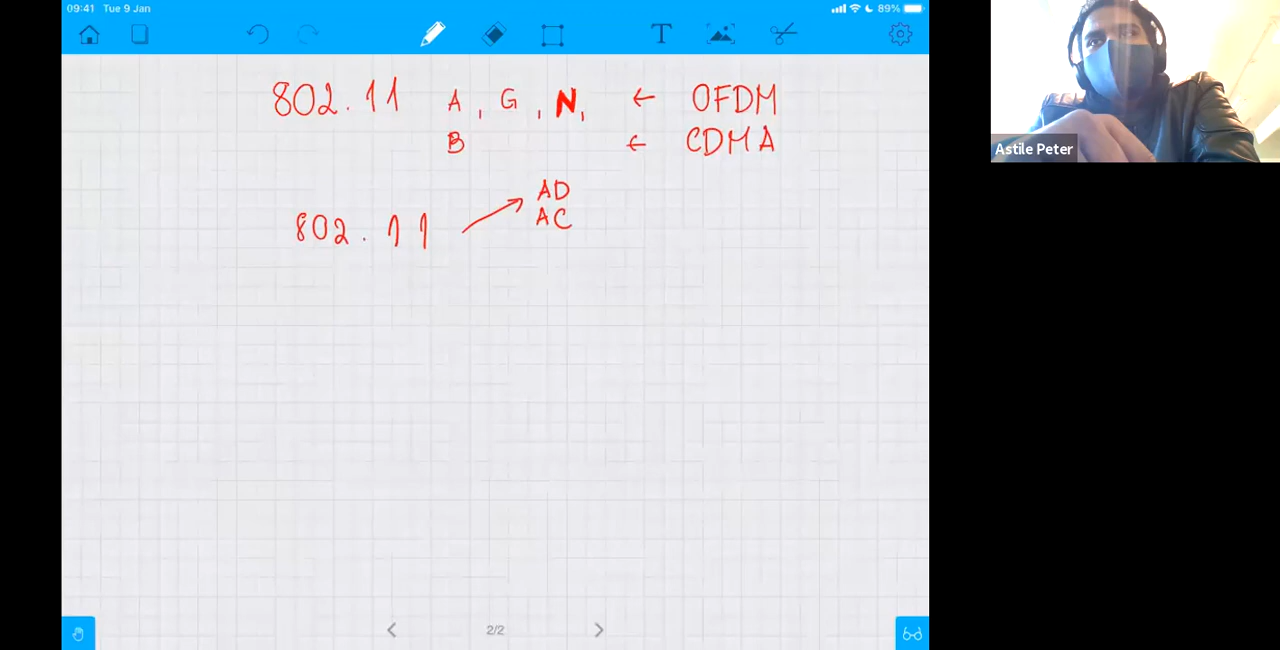 09:41 Tue 9 Jan 89%
T
802.11 A, G, N, ← OFDM
B ← CDMA
AD
802.11 → AC
2/2
Astile Peter